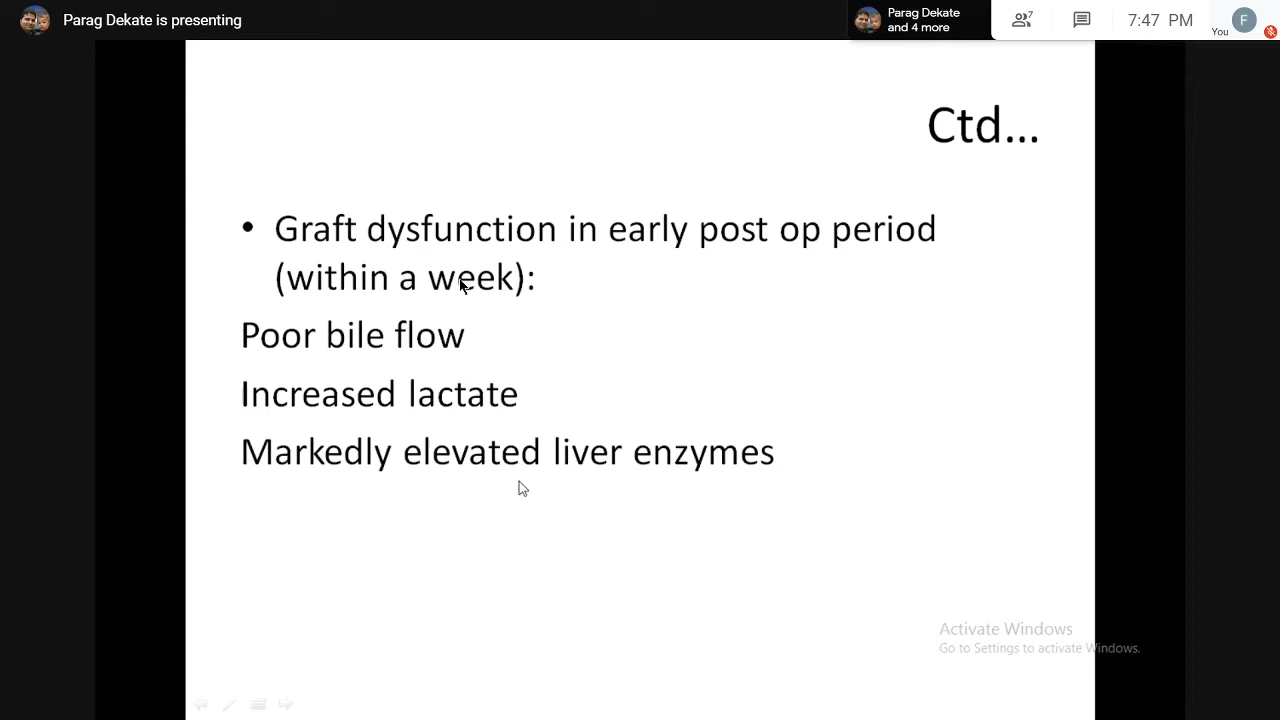 Parag Dekate is presenting
Parag Dekate
and 4 more
7
7:47 PM
You
F
Ctd...
• Graft dysfunction in early post op period
(within a week):
Poor bile flow
Increased lactate
Markedly elevated liver enzymes
Activate Windows
Go to Settings to activate Windows.